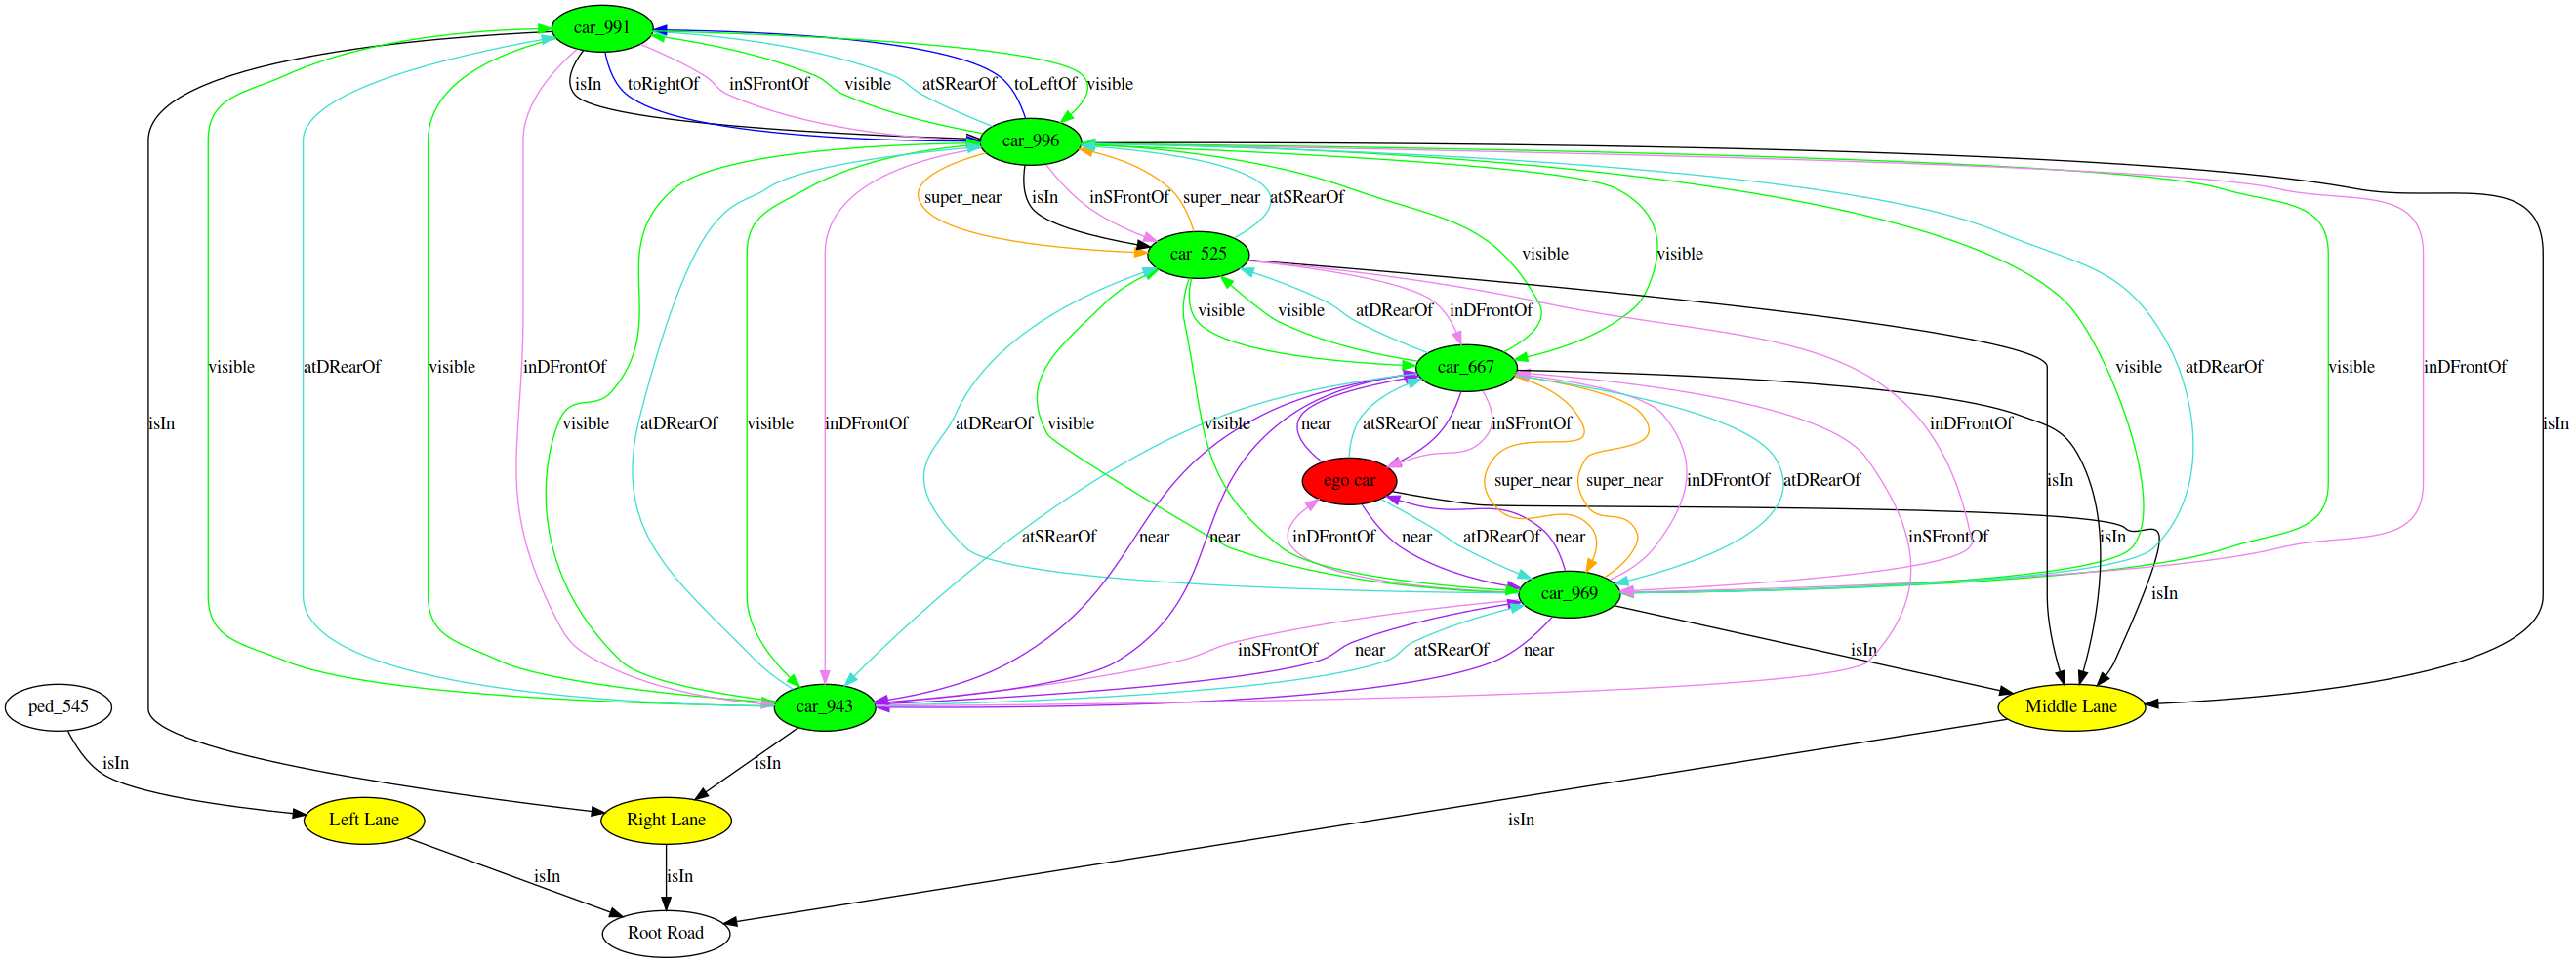 car_991
isIn toRightOf inSFrontOf visible atSRearOf toLeftOf visible
car_996
super_near isIn inSFrontOf super_near atSRearOf
car_525
visible visible
visible visible atDRearOf inDFrontOf
visible atDRearOf visible inDFrontOf car_667 visible atDRearOf visible inDFrontOf
isIn visible atDRearOf visible inDFrontOf atDRearOf visible visible near atSRearOf near inSFrontOf inDFrontOf isIn
ego car super_near super_near inDFrontOf atDRearOf isIn
atSRearOf near near inDFrontOf near atDRearOf near inSFrontOf isIn
car_969 isIn
inSFrontOf near atSRearOf near isIn
ped_545 car_943 Middle Lane
isIn isIn
Left Lane Right Lane isIn
isIn isIn
Root Road